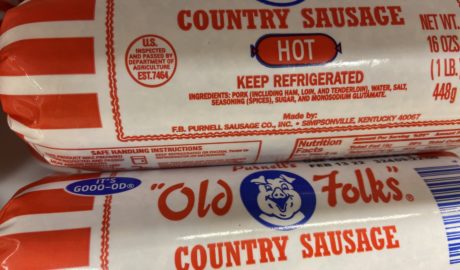 COUNTRY SAUSAGE
NET WT.
16 OZS
(1 LB.)
448g
HOT
U.S.
INSPECTED
AND PASSED BY
DEPARTMENT OF
AGRICULTURE
EST.7464
KEEP REFRIGERATED
INGREDIENTS: PORK (INCLUDING HAM, LOIN, AND TENDERLOIN), WATER, SALT,
SEASONING (SPICES), SUGAR, AND MONOSODIUM GLUTAMATE.
Made by:
F.B. PURNELL SAUSAGE CO., INC. • SIMPSONVILLE, KENTUCKY 40067
SAFE HANDLING INSTRUCTIONS
Nutrition
Facts
IT'S
GOOO-OD®
"Old Folks"®
COUNTRY SAUSAGE